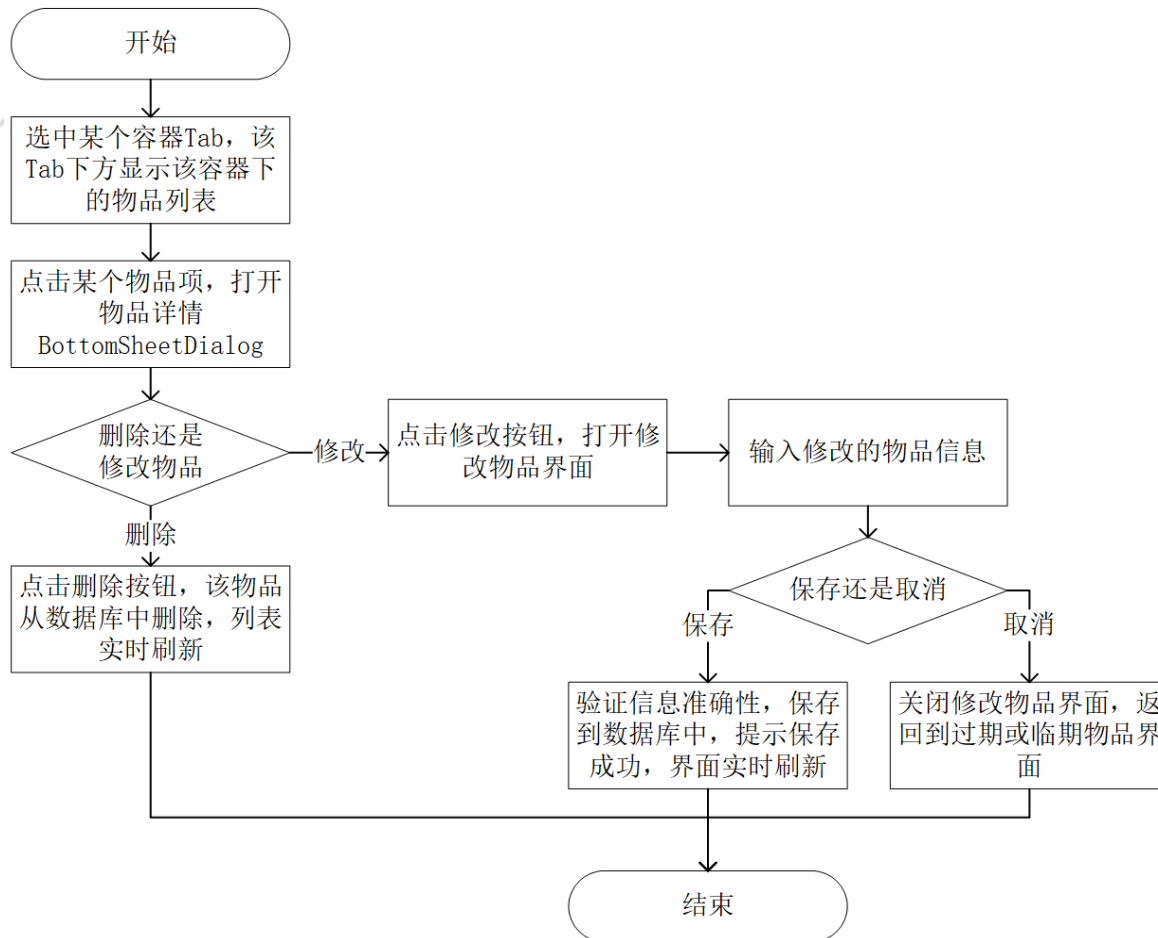 开始
选中某个容器Tab，该
Tab下方显示该容器下
的物品列表
点击某个物品项，打开
物品详情
BottomSheetDialog
删除还是
修改物品
修改
点击修改按钮，打开修
改物品界面
输入修改的物品信息
删除
点击删除按钮，该物品
从数据库中删除，列表
实时刷新
保存还是取消
保存
取消
验证信息准确性，保存
到数据库中，提示保存
成功，界面实时刷新
关闭修改物品界面，返
回到过期或临期物品界
面
结束